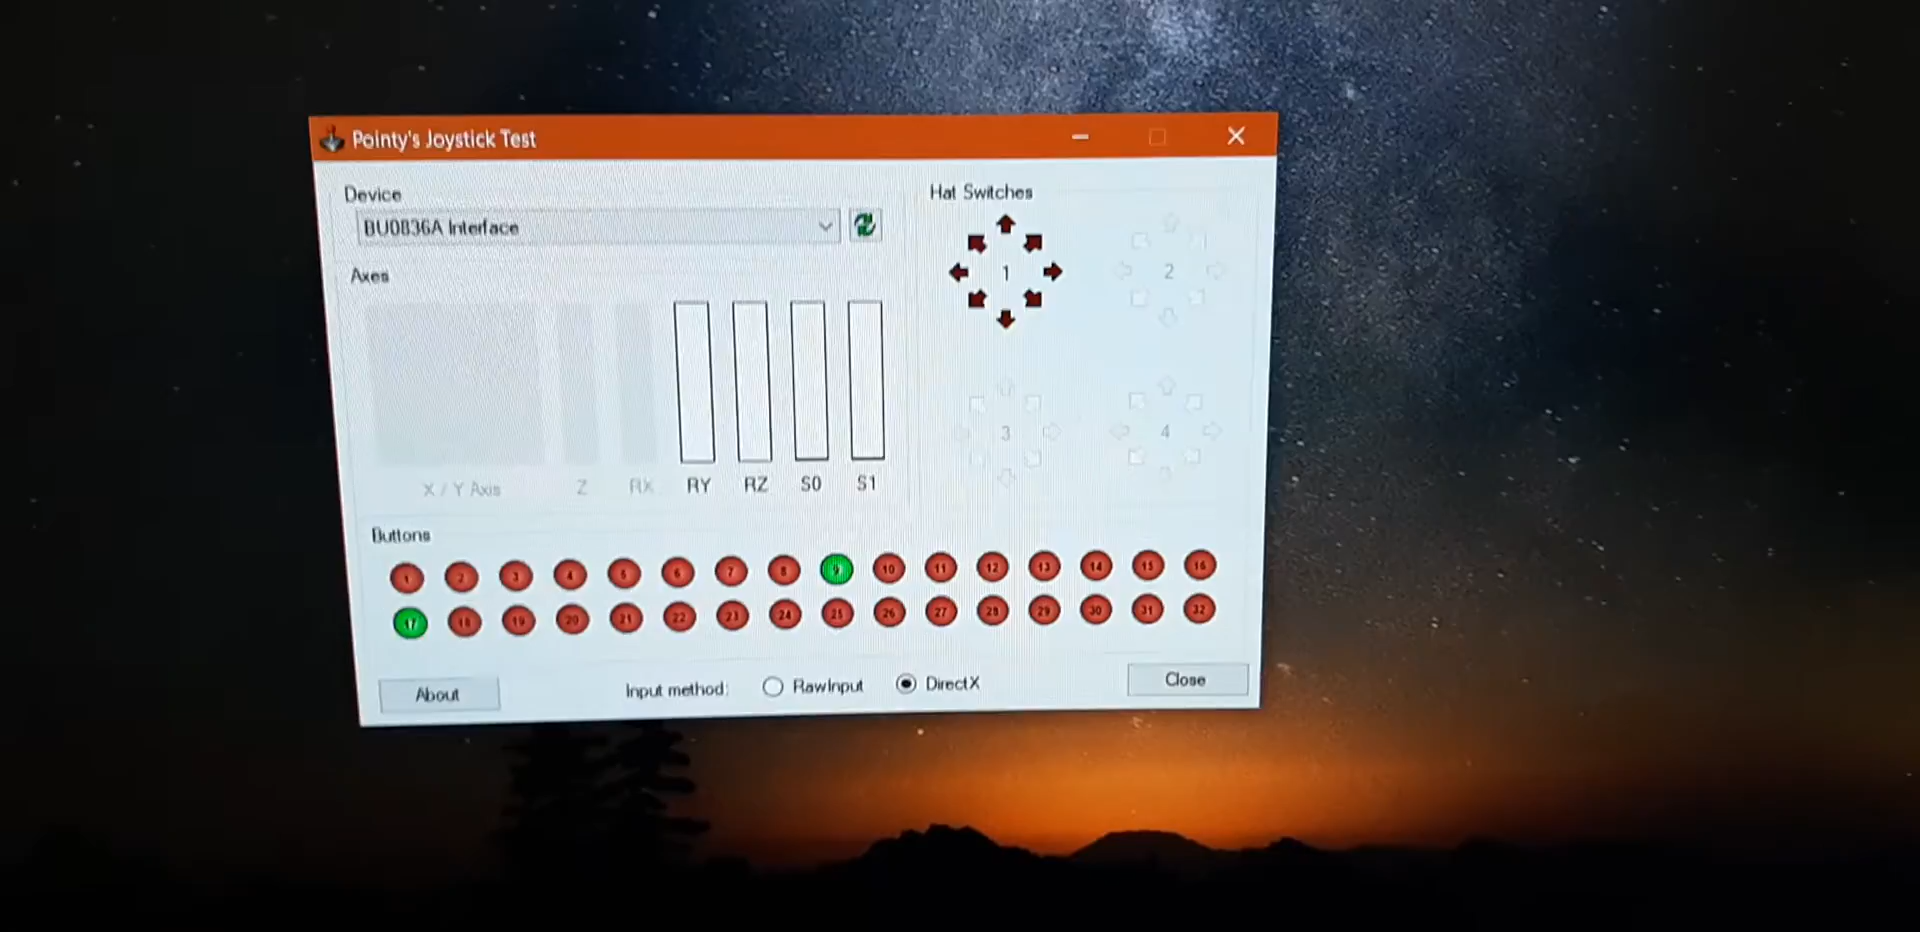 Pointy's Joystick Test
Device
BU0836A Interface
Axes
X / Y Axis
Z
RX
RY
RZ
S0
S1
Hat Switches
1
2
3
4
Buttons
1 2 3 4 5 6 7 8 9 10 11 12 13 14 15 16
17 18 19 20 21 22 23 24 25 26 27 28 29 30 31 32
About
Input method:
RawInput
DirectX
Close